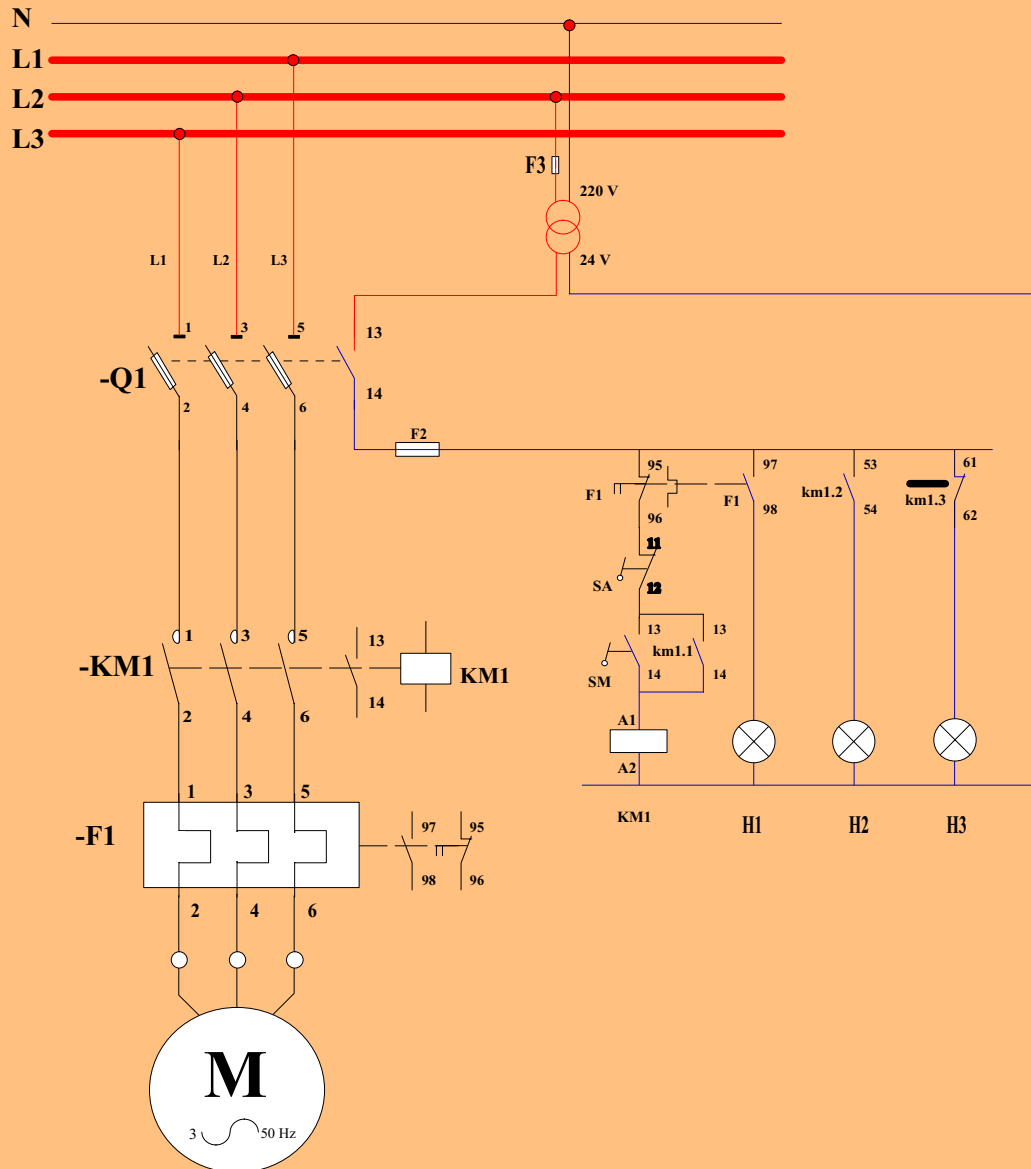 N
L1
L2
L3
F3
220 V
24 V
L1 L2 L3
1 3 5 13
-Q1
2 4 6 14
F2
95 97 53 61
F1 F1 km1.2 km1.3
96 98 54 62
11
SA 12
1 3 5 13
-KM1 KM1
2 4 6 14
13 13
km1.1
SM 14 14
A1
A2
KM1 H1 H2 H3
1 3 5
-F1 97 95
98 96
2 4 6
M
3 50 Hz